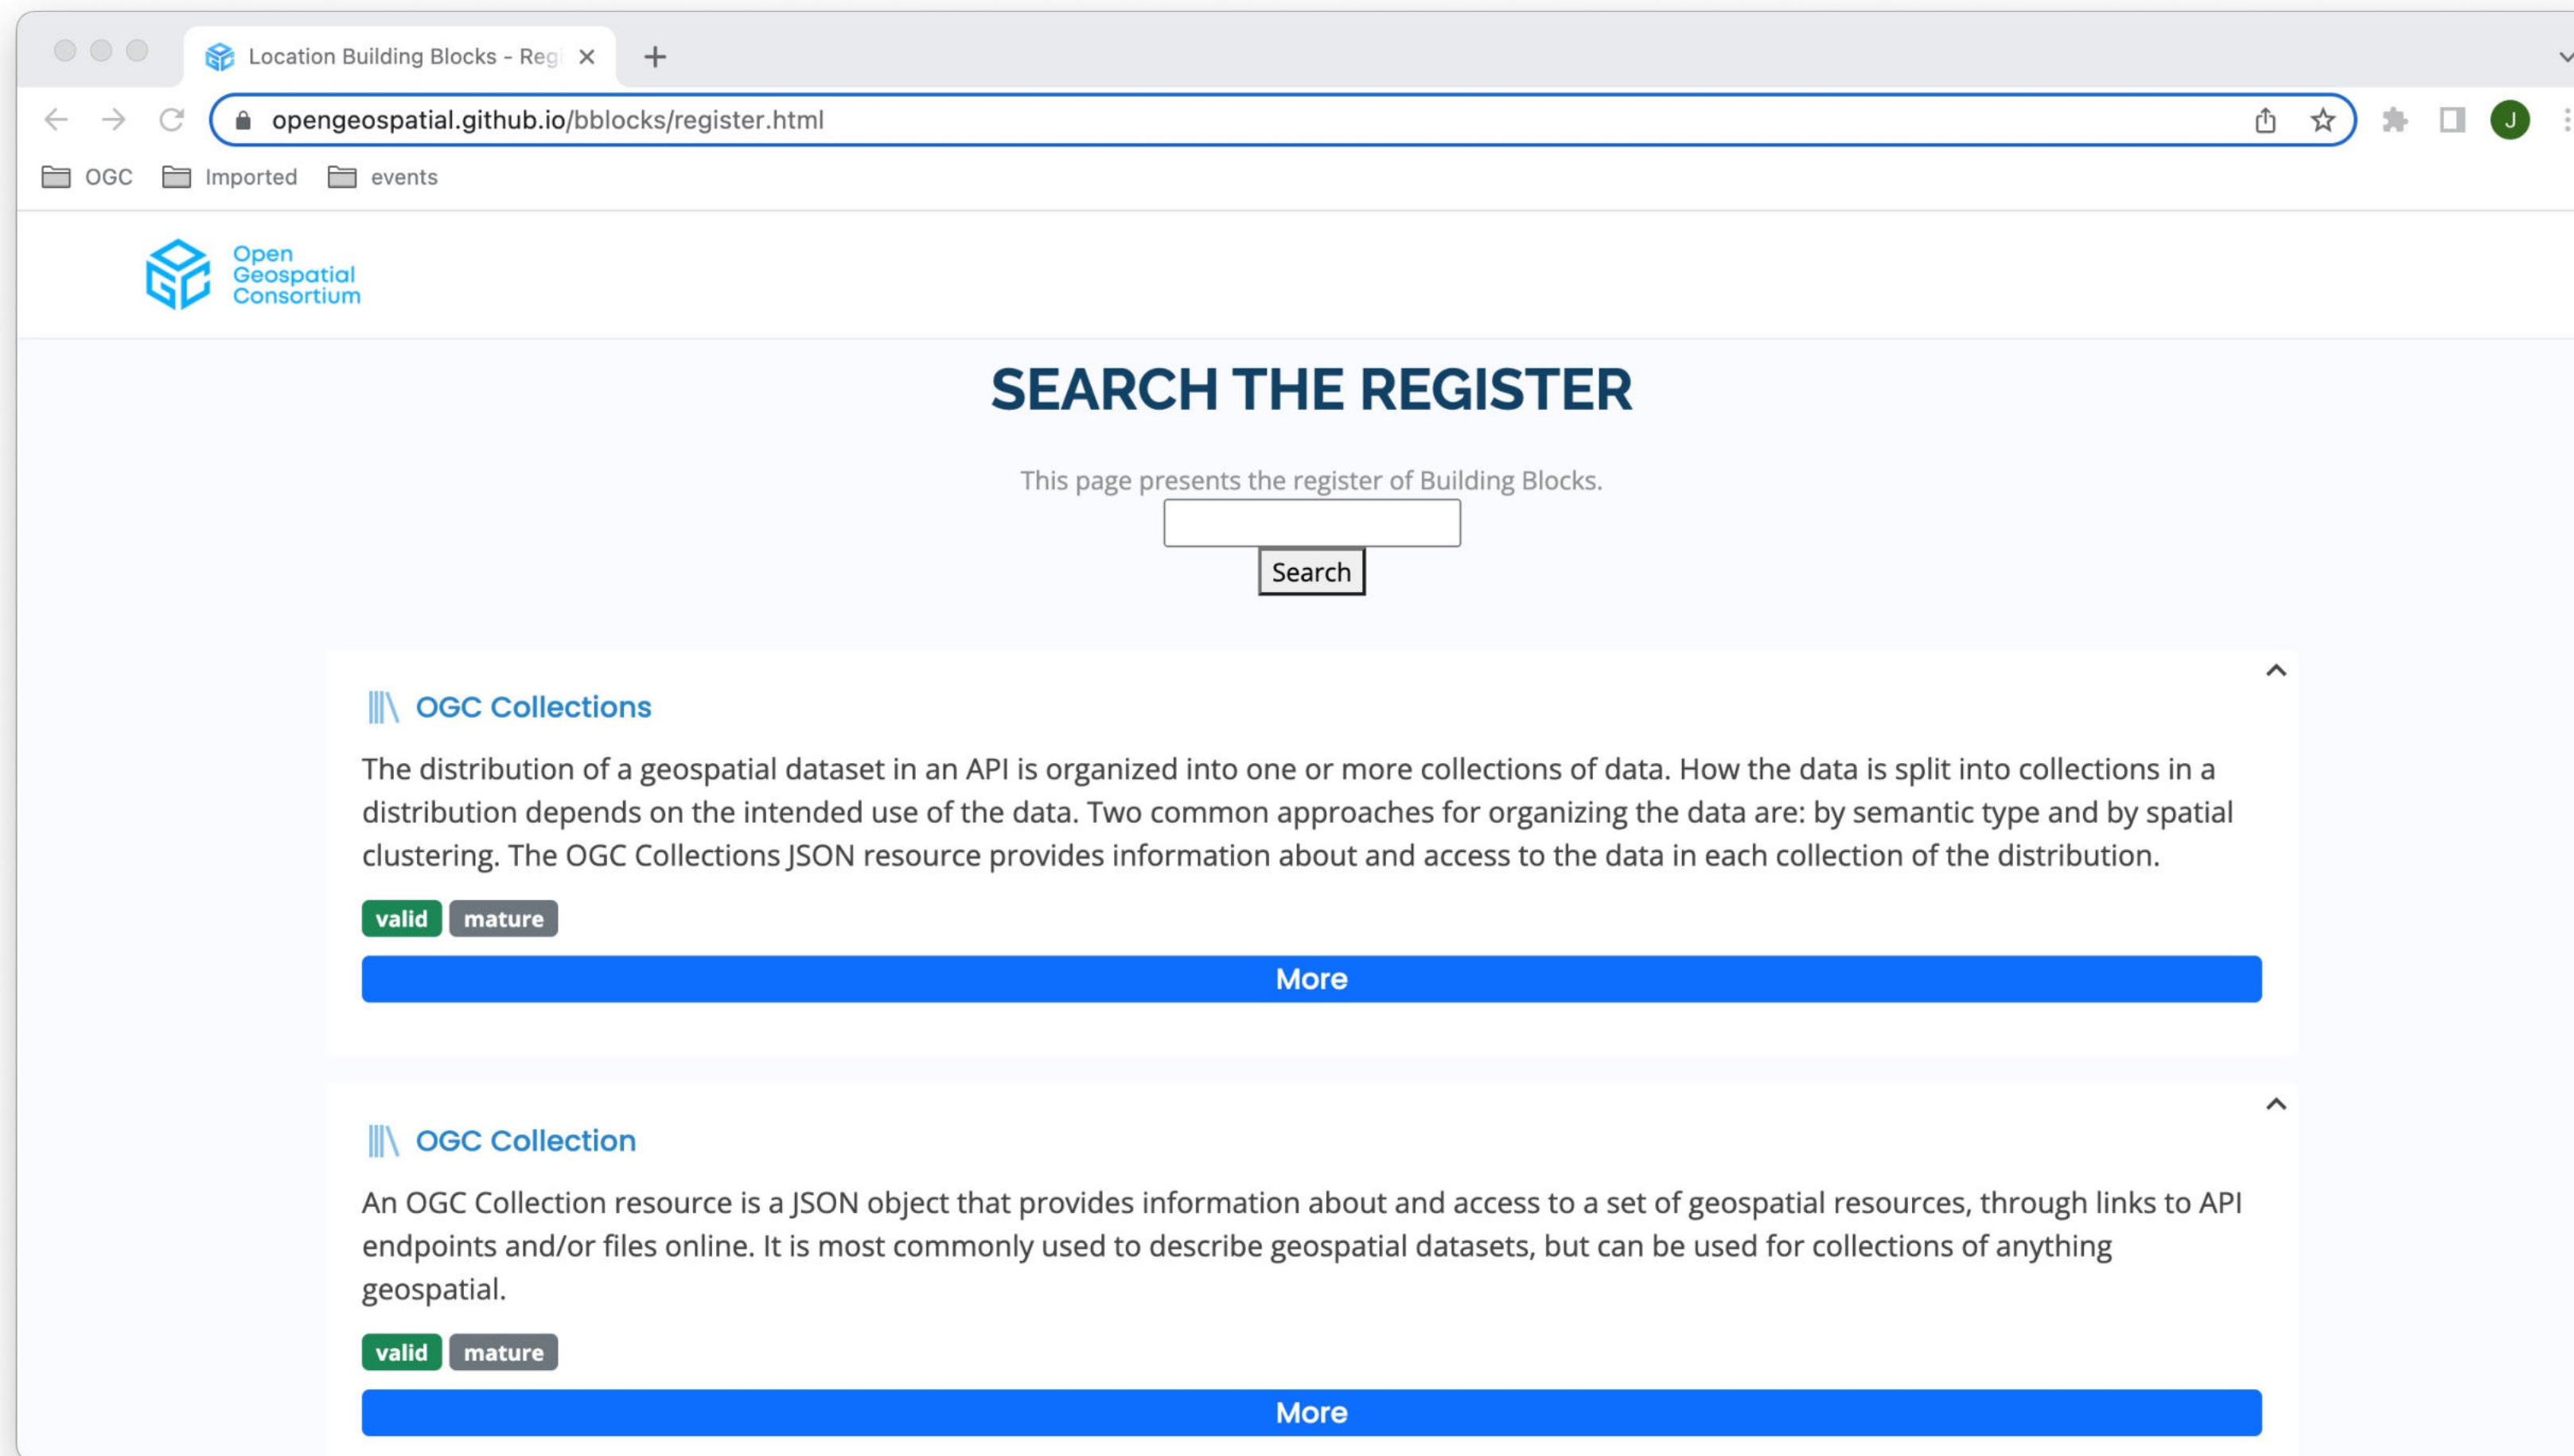 Location Building Blocks - Reg
opengeospatial.github.io/bblocks/register.html
J
OGC
Imported
events
Open
Geospatial
Consortium
SEARCH THE REGISTER
This page presents the register of Building Blocks.
Search
OGC Collections
The distribution of a geospatial dataset in an API is organized into one or more collections of data. How the data is split into collections in a
distribution depends on the intended use of the data. Two common approaches for organizing the data are: by semantic type and by spatial
clustering. The OGC Collections JSON resource provides information about and access to the data in each collection of the distribution.
valid mature
More
OGC Collection
An OGC Collection resource is a JSON object that provides information about and access to a set of geospatial resources, through links to API
endpoints and/or files online. It is most commonly used to describe geospatial datasets, but can be used for collections of anything
geospatial.
valid mature
More